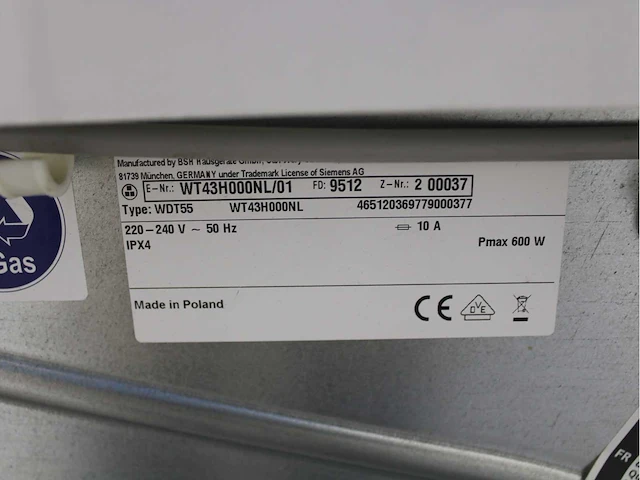 Manufactured by BSH Hausgeräte GmbH,
81739 München, GERMANY under Trademark License of Siemens AG
E-Nr.: WT43H000NL/01 FD: 9512 Z-Nr.: 2 00037
Type: WDT55 WT43H000NL 465120369779000377
220-240 V ~ 50 Hz 10 A
IPX4 Pmax 600 W
Gas
Made in Poland
CE
DVE
FR